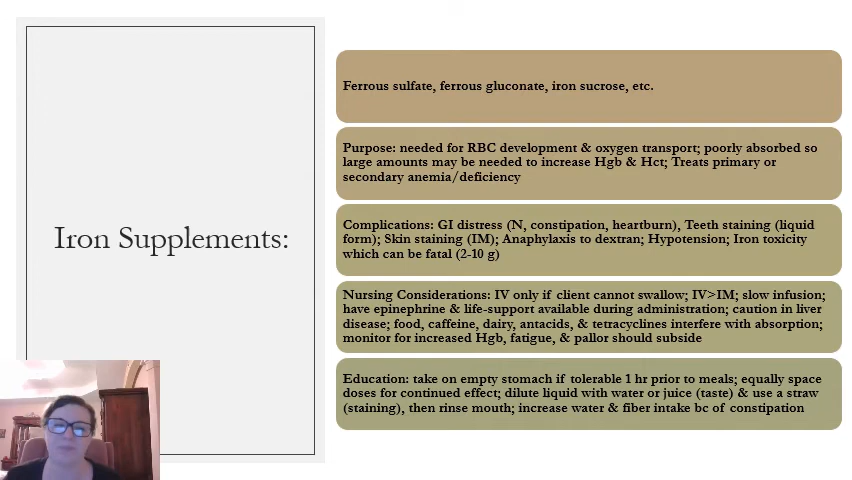 Iron Supplements:
Ferrous sulfate, ferrous gluconate, iron sucrose, etc.
Purpose: needed for RBC development & oxygen transport; poorly absorbed so
large amounts may be needed to increase Hgb & Hct; Treats primary or
secondary anemia/deficiency
Complications: GI distress (N, constipation, heartburn), Teeth staining (liquid
form); Skin staining (IM); Anaphylaxis to dextran; Hypotension; Iron toxicity
which can be fatal (2-10 g)
Nursing Considerations: IV only if client cannot swallow; IV>IM; slow infusion;
have epinephrine & life-support available during administration; caution in liver
disease; food, caffeine, dairy, antacids, & tetracyclines interfere with absorption;
monitor for increased Hgb, fatigue, & pallor should subside
Education: take on empty stomach if tolerable 1 hr prior to meals; equally space
doses for continued effect; dilute liquid with water or juice (taste) & use a straw
(staining), then rinse mouth; increase water & fiber intake bc of constipation